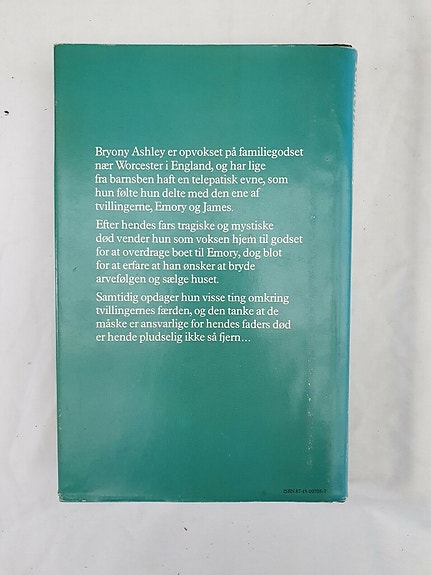 Bryony Ashley er opvokset på familiegodset
nær Worcester i England, og har lige
fra barnsben haft en telepatisk evne, som
hun følte hun delte med den ene af
tvillingerne, Emory og James.
Efter hendes fars tragiske og mystiske
død vender hun som voksen hjem til godset
for at overdrage boet til Emory, dog blot
for at erfare at han ønsker at bryde
arvefølgen og sælge huset.
Samtidig opdager hun visse ting omkring
tvillingernes færden, og den tanke at de
måske er ansvarlige for hendes faders død
er hende pludselig ikke så fjern...
ISBN